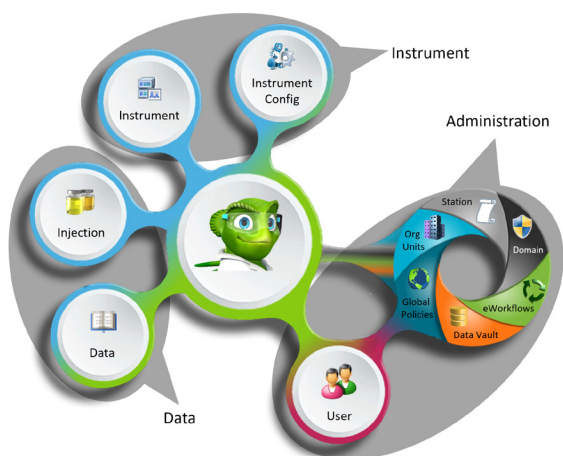 Instrument
Instrument
Config
Instrument
Administration
Station
Org
Units
Domain
Injection
Global
Policies
eWorkflows
Data Vault
Data
User
Data